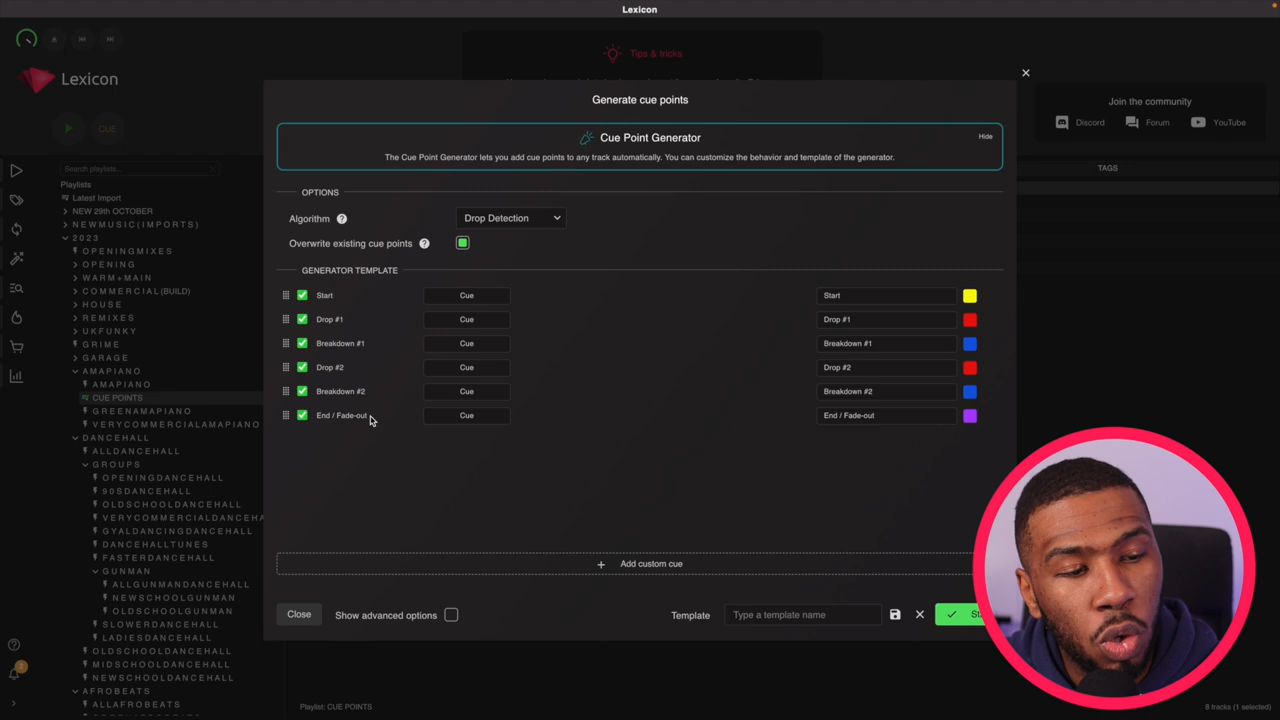 Lexicon
Tips & tricks
Lexicon
CUE
Join the community
Discord
Forum
YouTube
Search playlists...
Playlists
Latest Import
NEW 29th OCTOBER
NEWMUSIC(IMPORTS)
2023
OPENINGMIXES
OPENING
WARM+MAIN
COMMERCIAL(BUILD)
HOUSE
REMIXES
UKFUNKY
GRIME
GARAGE
AMAPIANO
AMAPIANO
CUE POINTS
GREENAMAPIANO
VERYCOMMERCIALAMAPIANO
DANCEHALL
ALLDANCEHALL
GROUPS
OPENINGDANCEHALL
90SDANCEHALL
OLDSCHOOLDANCEHALL
VERYCOMMERCIALDANCEHA
GYALDANCINGDANCEHALL
DANCEHALLTUNES
FASTERDANCEHALL
GUNMAN
ALLGUNMANDANCEHALL
NEWSCHOOLGUNMAN
OLDSCHOOLGUNMAN
SLOWERDANCEHALL
LADIESDANCEHALL
OLDSCHOOLDANCEHALL
MIDSCHOOLDANCEHALL
NEWSCHOOLDANCEHALL
AFROBEATS
ALLAFROBEATS
TAGS
Generate cue points
Cue Point Generator
Hide
The Cue Point Generator lets you add cue points to any track automatically. You can customize the behavior and template of the generator.
OPTIONS
Algorithm ? Drop Detection
Overwrite existing cue points ?
GENERATOR TEMPLATE
Start Cue Start
Drop #1 Cue Drop #1
Breakdown #1 Cue Breakdown #1
Drop #2 Cue Drop #2
Breakdown #2 Cue Breakdown #2
End / Fade-out Cue End / Fade-out
+ Add custom cue
Close
Show advanced options
Template
Type a template name
Playlist: CUE POINTS
8 tracks (1 selected)